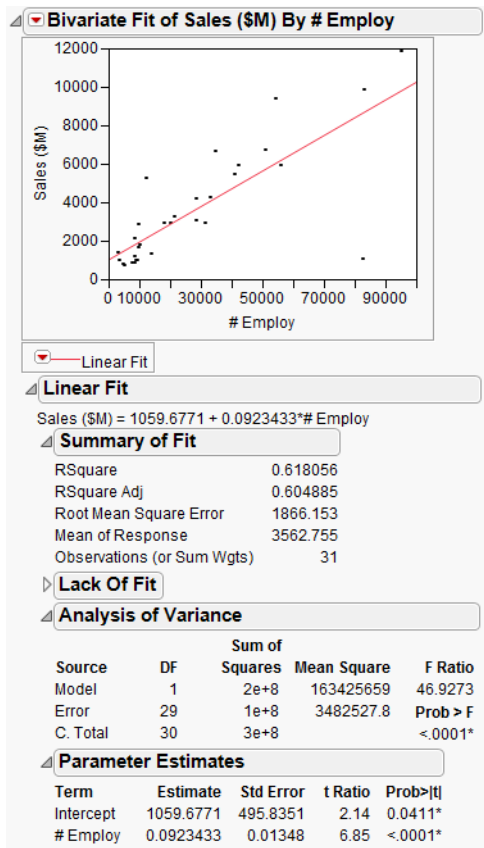 Bivariate Fit of Sales ($M) By # Employ
12000
10000
8000
6000
4000
2000
0
Sales ($M)
0 10000 30000 50000 70000 90000
# Employ
Linear Fit
Linear Fit
Sales ($M) = 1059.6771 + 0.0923433*# Employ
Summary of Fit
RSquare 0.618056
RSquare Adj 0.604885
Root Mean Square Error 1866.153
Mean of Response 3562.755
Observations (or Sum Wgts) 31
Lack Of Fit
Analysis of Variance
Sum of
Source DF Squares Mean Square F Ratio
Model 1 2e+8 163425659 46.9273
Error 29 1e+8 3482527.8 Prob > F
C. Total 30 3e+8 <.0001*
Parameter Estimates
Term Estimate Std Error t Ratio Prob>|t|
Intercept 1059.6771 495.8351 2.14 0.0411*
# Employ 0.0923433 0.01348 6.85 <.0001*